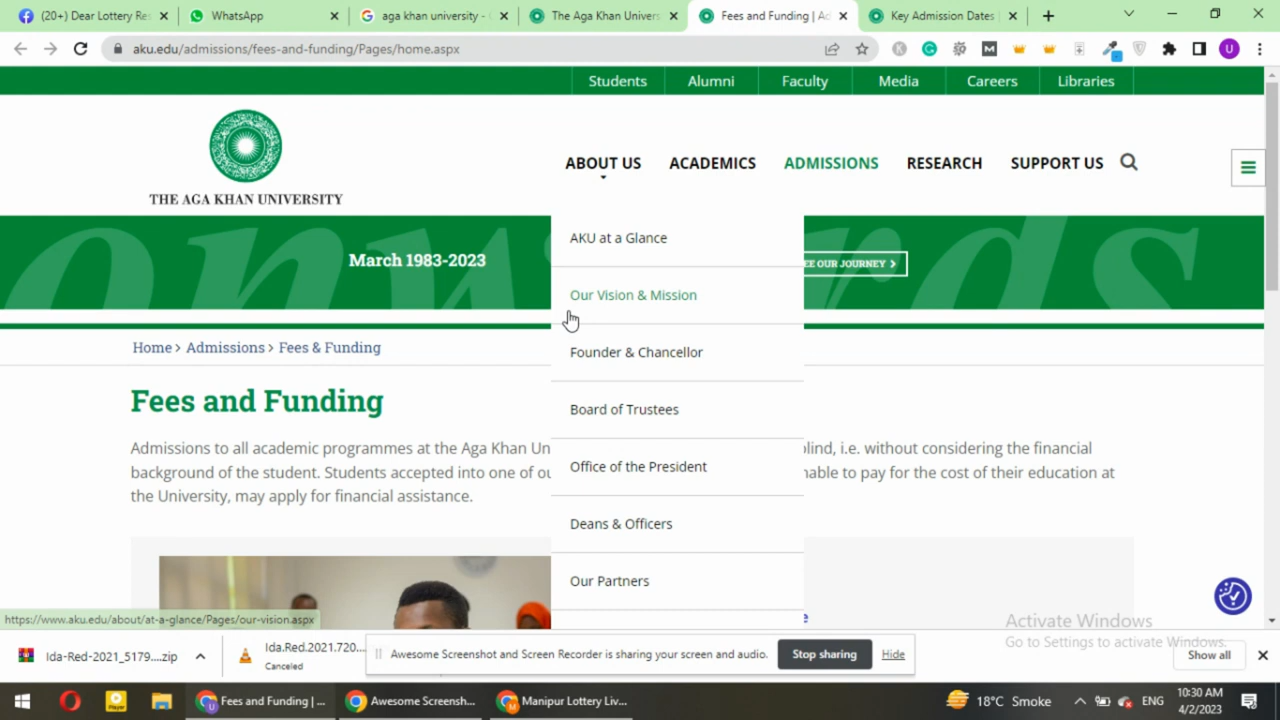 (20+) Dear Lottery Re
WhatsApp
aga khan university -
The Aga Khan Univers
Fees and Funding | Ad
Key Admission Dates
aku.edu/admissions/fees-and-funding/Pages/home.aspx
U
Students
Alumni
Faculty
Media
Careers
Libraries
THE AGA KHAN UNIVERSITY
ABOUT US
ACADEMICS
ADMISSIONS
RESEARCH
SUPPORT US
onwards
March 1983-2023
EE OUR JOURNEY >
AKU at a Glance
Our Vision & Mission
Founder & Chancellor
Board of Trustees
Office of the President
Deans & Officers
Our Partners
Home > Admissions > Fees & Funding
Fees and Funding
Admissions to all academic programmes at the Aga Khan Un lind, i.e. without considering the financial
background of the student. Students accepted into one of ou nable to pay for the cost of their education at
the University, may apply for financial assistance.
https://www.aku.edu/about/at-a-glance/Pages/our-vision.aspx
Activate Windows
Go to Settings to activate Windows.
Ida-Red-2021_5179....zip
Ida.Red.2021.720...
Canceled
Awesome Screenshot and Screen Recorder is sharing your screen and audio.
Stop sharing
Hide
Show all
Fees and Funding | ...
Awesome Screensh...
Manipur Lottery Liv...
18°C Smoke
ENG
10:30 AM
4/2/2023